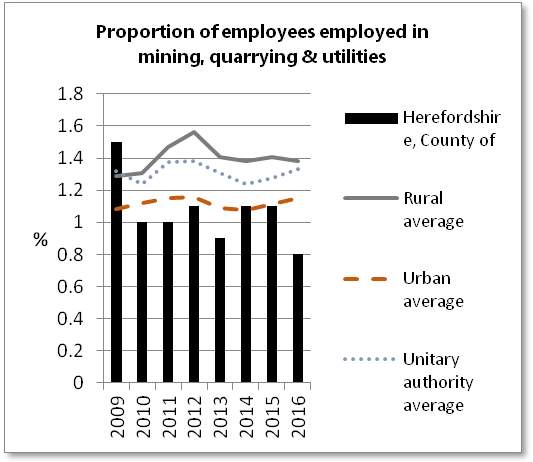 Proportion of employees employed in
mining, quarrying & utilities
1.8
1.6
1.4
1.2
1
0.8
0.6
0.4
0.2
0
%
2009
2010
2011
2012
2013
2014
2015
2016
Herefordshir
e, County of
Rural
average
Urban
average
Unitary
authority
average